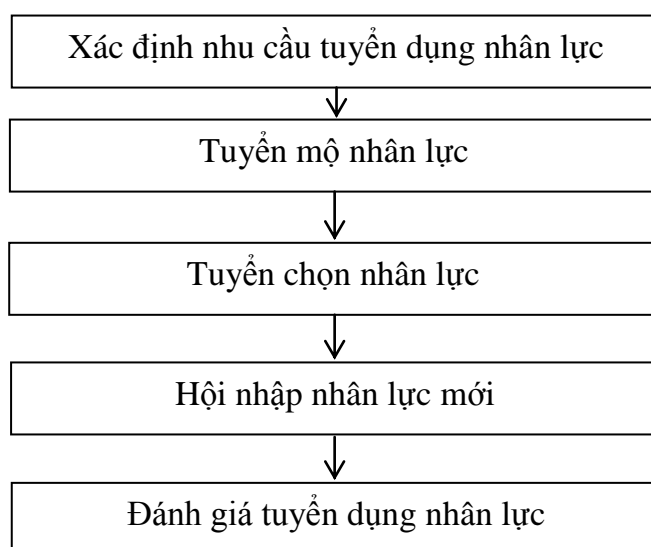 Xác định nhu cầu tuyển dụng nhân lực
Tuyển mộ nhân lực
Tuyển chọn nhân lực
Hội nhập nhân lực mới
Đánh giá tuyển dụng nhân lực